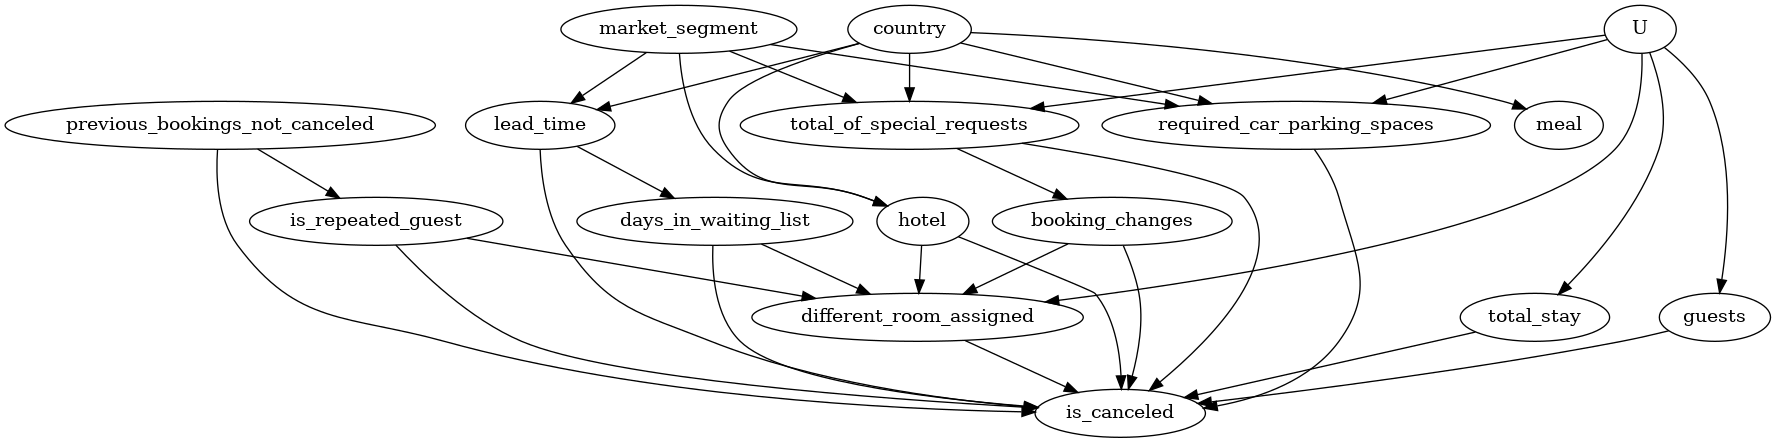 market_segment
country
U
previous_bookings_not_canceled
lead_time
total_of_special_requests
required_car_parking_spaces
meal
is_repeated_guest
days_in_waiting_list
hotel
booking_changes
different_room_assigned
total_stay
guests
is_canceled